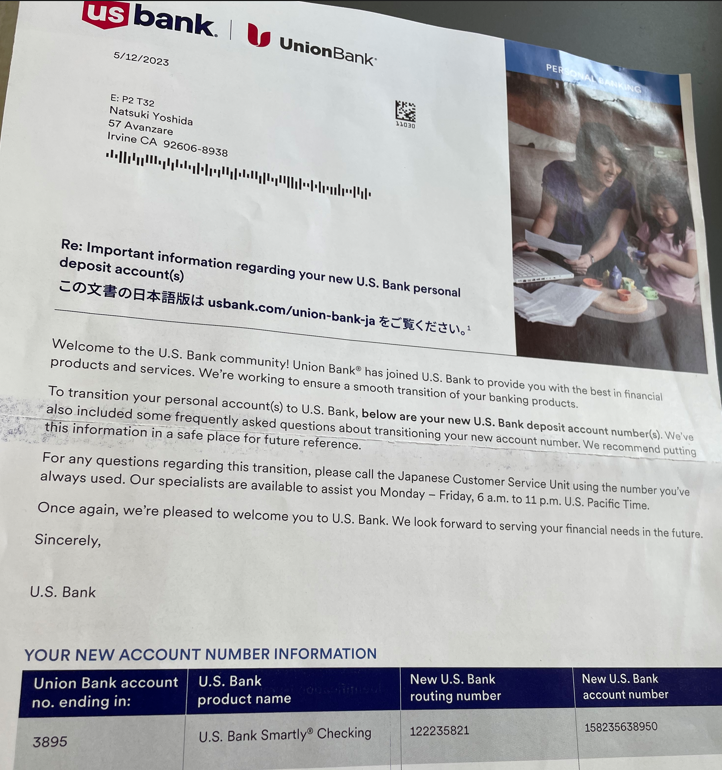 usbank. | UnionBank®
PERSONAL BANKING
5/12/2023
11030
E: P2 T32
Natsuki Yoshida
57 Avanzare
Irvine CA 92606-8938
Re: Important information regarding your new U.S. Bank personal
deposit account(s)
この文書の日本語版は usbank.com/union-bank-ja をご覧ください。¹
Welcome to the U.S. Bank community! Union Bank® has joined U.S. Bank to provide you with the best in financial
products and services. We’re working to ensure a smooth transition of your banking products.
To transition your personal account(s) to U.S. Bank, below are your new U.S. Bank deposit account number(s). We’ve
also included some frequently asked questions about transitioning your new account number. We recommend putting
this information in a safe place for future reference.
For any questions regarding this transition, please call the Japanese Customer Service Unit using the number you’ve
always used. Our specialists are available to assist you Monday – Friday, 6 a.m. to 11 p.m. U.S. Pacific Time.
Once again, we’re pleased to welcome you to U.S. Bank. We look forward to serving your financial needs in the future.
Sincerely,
U.S. Bank
YOUR NEW ACCOUNT NUMBER INFORMATION
Union Bank account U.S. Bank New U.S. Bank New U.S. Bank
no. ending in: product name routing number account number
3895 U.S. Bank Smartly® Checking 122235821 158235638950